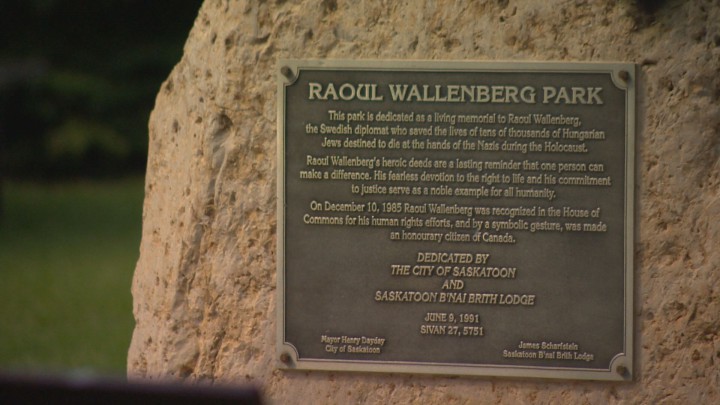 RAOUL WALLENBERG PARK
This park is dedicated as a living memorial to Raoul Wallenberg,
the Swedish diplomat who saved the lives of tens of thousands of Hungarian
Jews destined to die at the hands of the Nazis during the Holocaust.
Raoul Wallenberg's heroic deeds are a lasting reminder that one person can
make a difference. His fearless devotion to the right to life and his commitment
to justice serve as a noble example for all humanity.
On December 10, 1985 Raoul Wallenberg was recognized in the House of
Commons for his human rights efforts, and by a symbolic gesture, was made
an honourary citizen of Canada.
DEDICATED BY
THE CITY OF SASKATOON
AND
SASKATOON B'NAI BRITH LODGE
JUNE 9, 1991
SIVAN 27, 5751
Mayor Henry Dayday
City of Saskatoon
James Scharfstein
Saskatoon B'nai Brith Lodge